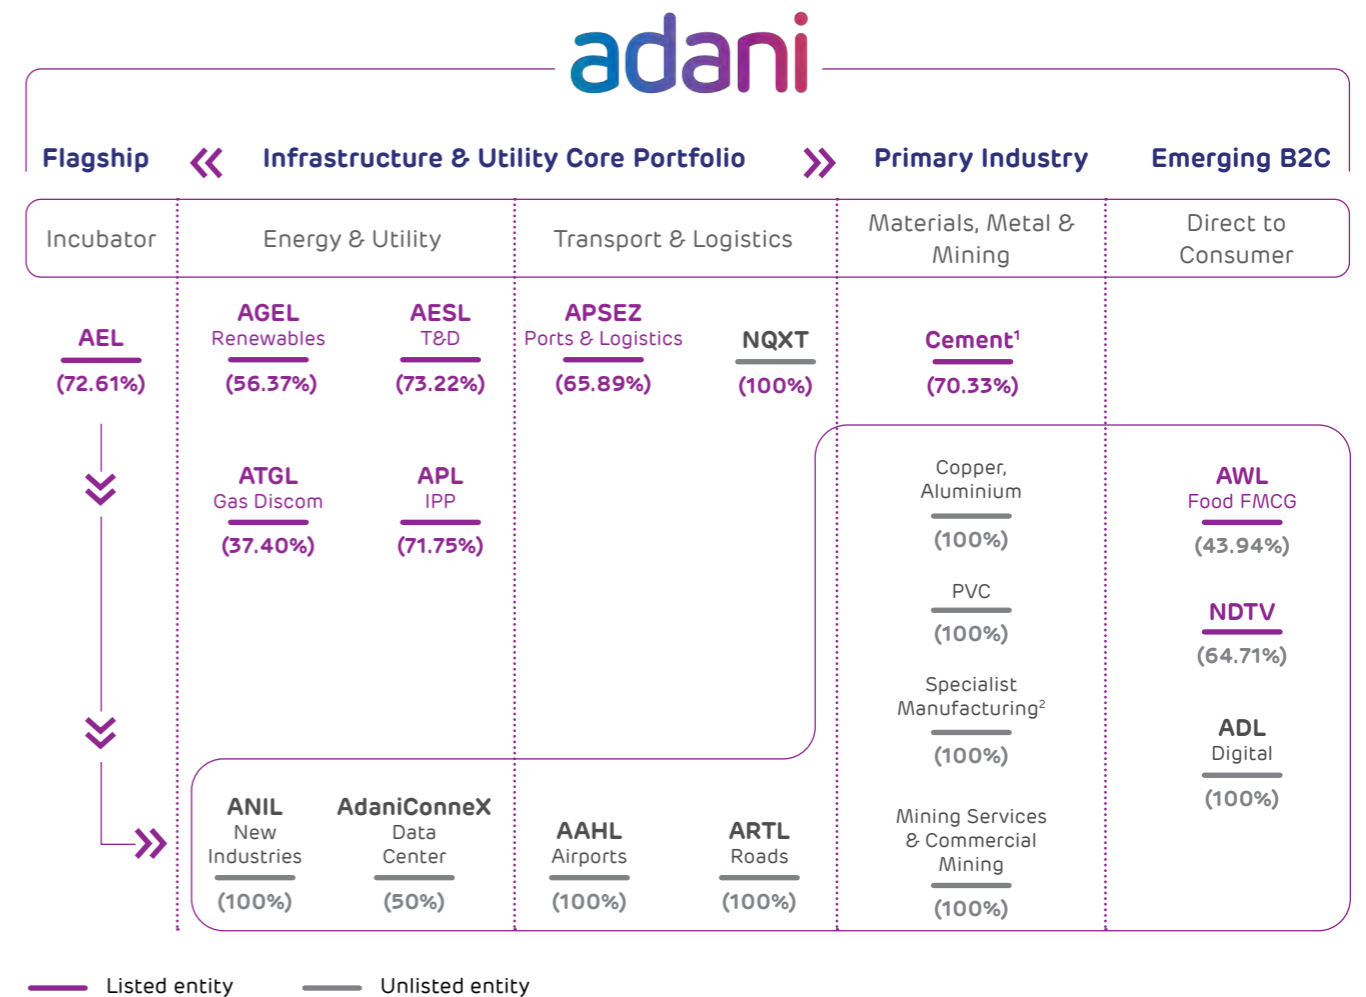 adani
Flagship
Infrastructure & Utility Core Portfolio
Primary Industry
Emerging B2C
Incubator
Energy & Utility
Transport & Logistics
Materials, Metal &
Mining
Direct to
Consumer
AEL
(72.61%)
AGEL
Renewables
(56.37%)
AESL
T&D
(73.22%)
APSEZ
Ports & Logistics
(65.89%)
NQXT
(100%)
Cement¹
(70.33%)
ATGL
Gas Discom
(37.40%)
APL
IPP
(71.75%)
Copper,
Aluminium
(100%)
PVC
(100%)
Specialist
Manufacturing²
(100%)
Mining Services
& Commercial
Mining
(100%)
AWL
Food FMCG
(43.94%)
NDTV
(64.71%)
ADL
Digital
(100%)
ANIL
New
Industries
(100%)
AdaniConneX
Data
Center
(50%)
AAHL
Airports
(100%)
ARTL
Roads
(100%)
Listed entity
Unlisted entity